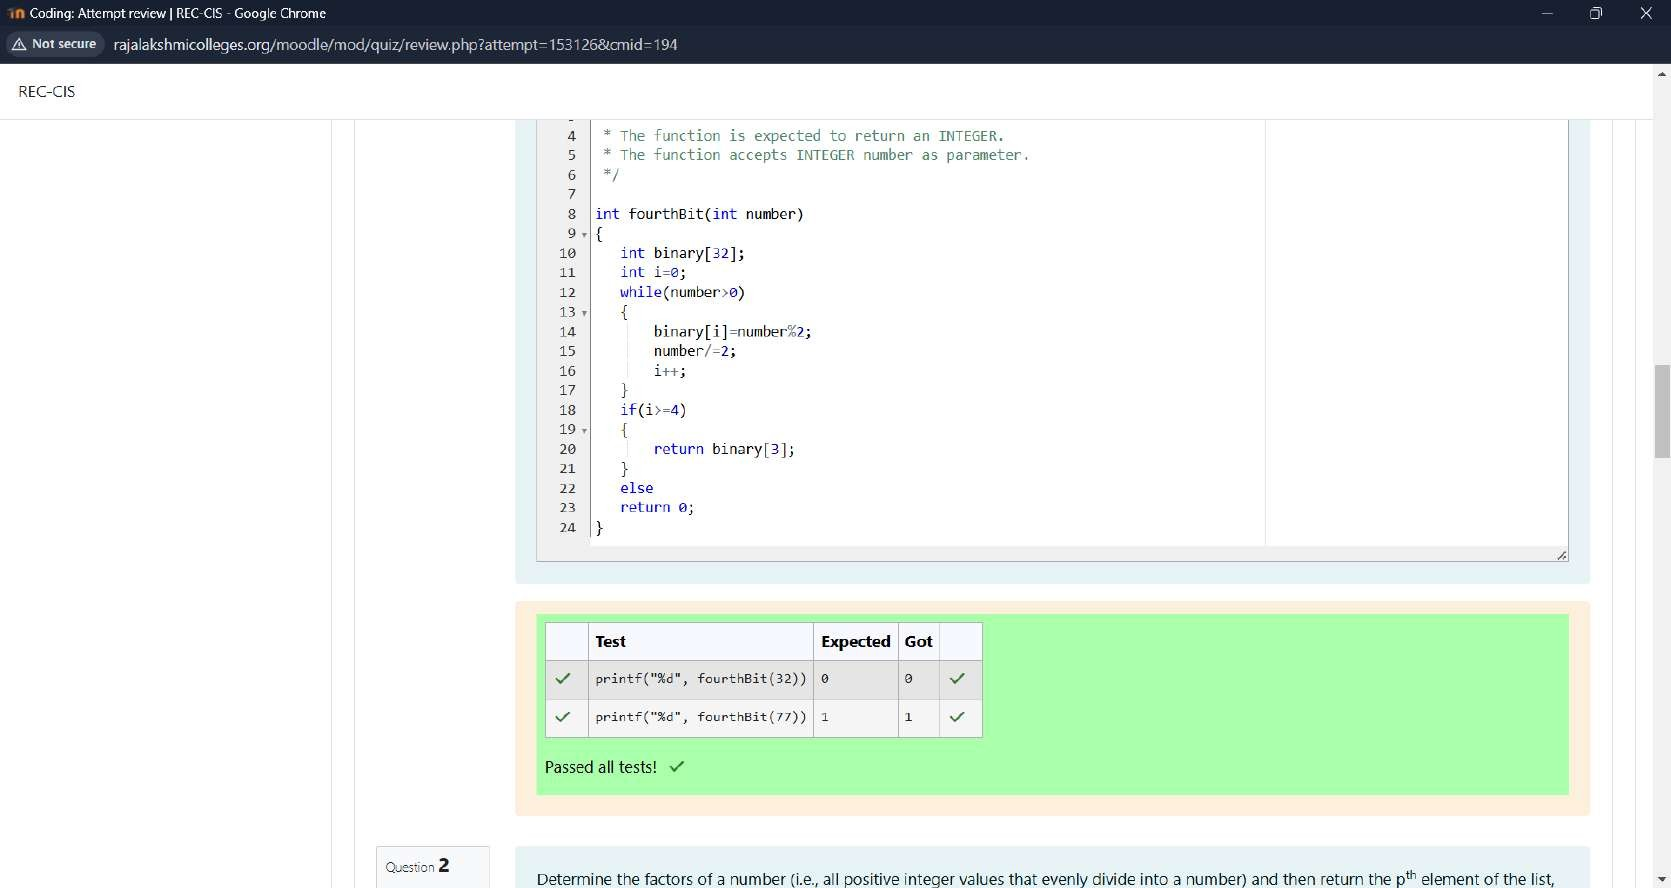 Coding: Attempt review | REC-CIS - Google Chrome
Not secure rajalakshmicolleges.org/moodle/mod/quiz/review.php?attempt=153126&cmid=194
REC-CIS
4 * The function is expected to return an INTEGER.
5 * The function accepts INTEGER number as parameter.
6 */
7
8 int fourthBit(int number)
9 {
10 int binary[32];
11 int i=0;
12 while(number>0)
13 {
14 binary[i]=number%2;
15 number/=2;
16 i++;
17 }
18 if(i>=4)
19 {
20 return binary[3];
21 }
22 else
23 return 0;
24 }
Test Expected Got
printf("%d", fourthBit(32)) 0 0
printf("%d", fourthBit(77)) 1 1
Passed all tests!
Question 2
Determine the factors of a number (i.e., all positive integer values that evenly divide into a number) and then return the pth element of the list,